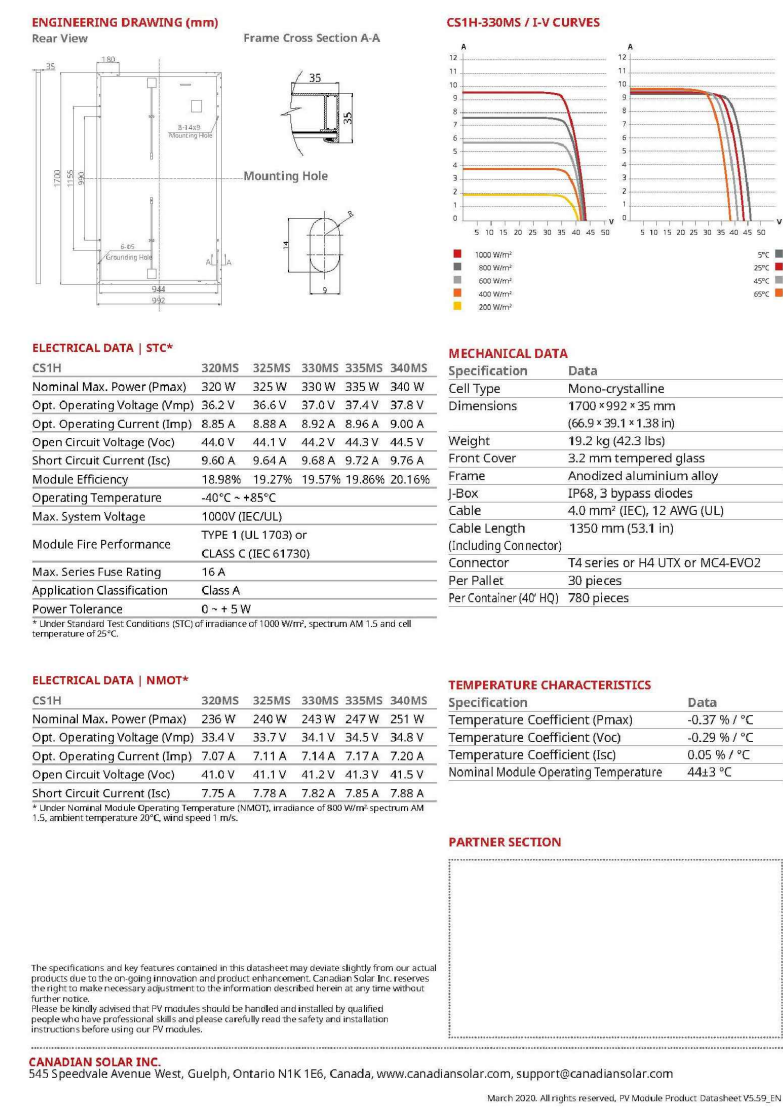 ENGINEERING DRAWING (mm)
Rear View
Frame Cross Section A-A
35
180
35
35
8-14x9
Mounting Hole
1700
1155
990
Mounting Hole
6-Φ5
Grounding Hole
A
A
944
992
R
14
9
CS1H-330MS / I-V CURVES
A
12
11
10
9
8
7
6
5
4
3
2
1
0
5 10 15 20 25 30 35 40 45 50
V
1000 W/m²
800 W/m²
600 W/m²
400 W/m²
200 W/m²
A
12
11
10
9
8
7
6
5
4
3
2
1
0
5 10 15 20 25 30 35 40 45 50
V
5°C
25°C
45°C
65°C
ELECTRICAL DATA | STC*
CS1H 320MS 325MS 330MS 335MS 340MS
Nominal Max. Power (Pmax) 320 W 325 W 330 W 335 W 340 W
Opt. Operating Voltage (Vmp) 36.2 V 36.6 V 37.0 V 37.4 V 37.8 V
Opt. Operating Current (Imp) 8.85 A 8.88 A 8.92 A 8.96 A 9.00 A
Open Circuit Voltage (Voc) 44.0 V 44.1 V 44.2 V 44.3 V 44.5 V
Short Circuit Current (Isc) 9.60 A 9.64 A 9.68 A 9.72 A 9.76 A
Module Efficiency 18.98% 19.27% 19.57% 19.86% 20.16%
Operating Temperature -40°C ~ +85°C
Max. System Voltage 1000V (IEC/UL)
Module Fire Performance TYPE 1 (UL 1703) or
CLASS C (IEC 61730)
Max. Series Fuse Rating 16 A
Application Classification Class A
Power Tolerance 0 ~ + 5 W
* Under Standard Test Conditions (STC) of irradiance of 1000 W/m², spectrum AM 1.5 and cell
temperature of 25°C.
MECHANICAL DATA
Specification Data
Cell Type Mono-crystalline
Dimensions 1700 × 992 × 35 mm
(66.9 × 39.1 × 1.38 in)
Weight 19.2 kg (42.3 lbs)
Front Cover 3.2 mm tempered glass
Frame Anodized aluminium alloy
J-Box IP68, 3 bypass diodes
Cable 4.0 mm² (IEC), 12 AWG (UL)
Cable Length 1350 mm (53.1 in)
(Including Connector)
Connector T4 series or H4 UTX or MC4-EVO2
Per Pallet 30 pieces
Per Container (40' HQ) 780 pieces
ELECTRICAL DATA | NMOT*
CS1H 320MS 325MS 330MS 335MS 340MS
Nominal Max. Power (Pmax) 236 W 240 W 243 W 247 W 251 W
Opt. Operating Voltage (Vmp) 33.4 V 33.7 V 34.1 V 34.5 V 34.8 V
Opt. Operating Current (Imp) 7.07 A 7.11 A 7.14 A 7.17 A 7.20 A
Open Circuit Voltage (Voc) 41.0 V 41.1 V 41.2 V 41.3 V 41.5 V
Short Circuit Current (Isc) 7.75 A 7.78 A 7.82 A 7.85 A 7.88 A
* Under Nominal Module Operating Temperature (NMOT), irradiance of 800 W/m² spectrum AM
1.5, ambient temperature 20°C, wind speed 1 m/s.
TEMPERATURE CHARACTERISTICS
Specification Data
Temperature Coefficient (Pmax) -0.37 % / °C
Temperature Coefficient (Voc) -0.29 % / °C
Temperature Coefficient (Isc) 0.05 % / °C
Nominal Module Operating Temperature 44±3 °C
PARTNER SECTION
The specifications and key features contained in this datasheet may deviate slightly from our actual
products due to the on-going innovation and product enhancement. Canadian Solar Inc. reserves
the right to make necessary adjustment to the information described herein at any time without
further notice.
Please be kindly advised that PV modules should be handled and installed by qualified
people who have professional skills and please carefully read the safety and installation
instructions before using our PV modules.
CANADIAN SOLAR INC.
545 Speedvale Avenue West, Guelph, Ontario N1K 1E6, Canada, www.canadiansolar.com, support@canadiansolar.com
March 2020. All rights reserved, PV Module Product Datasheet V5.59_EN